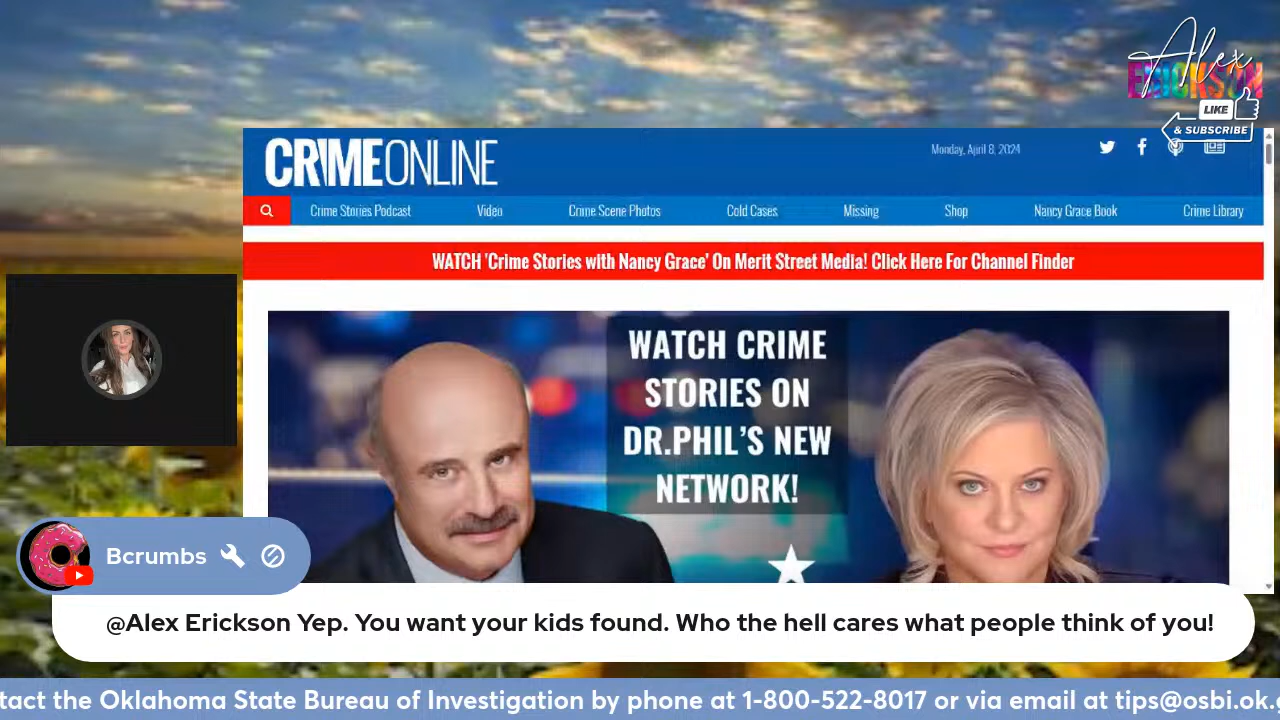 Alex
ERICKSON
LIKE
& SUBSCRIBE
CRIMEONLINE
Monday, April 8, 2024
Crime Stories Podcast Video Crime Scene Photos Cold Cases Missing Shop Nancy Grace Book Crime Library
WATCH 'Crime Stories with Nancy Grace' On Merit Street Media! Click Here For Channel Finder
WATCH CRIME
STORIES ON
DR.PHIL'S NEW
NETWORK!
Bcrumbs
@Alex Erickson Yep. You want your kids found. Who the hell cares what people think of you!
tact the Oklahoma State Bureau of Investigation by phone at 1-800-522-8017 or via email at tips@osbi.ok.g